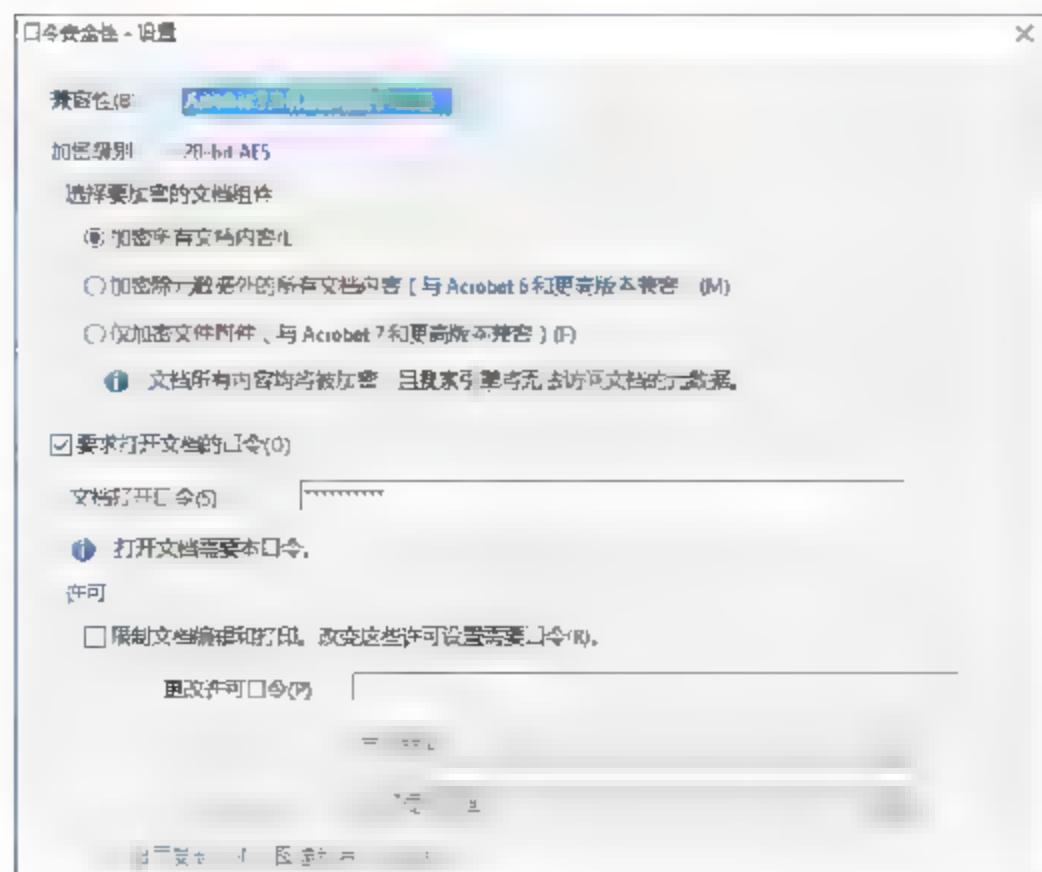 口令安全性 - 设置
兼容性(B)
加密级别 28-bit AES
选择要加密的文档组件
加密所有文档内容(L
加密除元数据外的所有文档内容(与 Acrobat 6 和更高版本兼容 (M)
仅加密文件附件(与 Acrobat 7 和更高版本兼容)(F)
文档所有内容均将被加密 且搜索引擎将无法访问文档的元数据。
要求打开文档的口令(O)
文档打开口令(S)
打开文档需要本口令。
许可
限制文档编辑和打印。改变这些许可设置需要口令(R)。
更改许可口令(P)